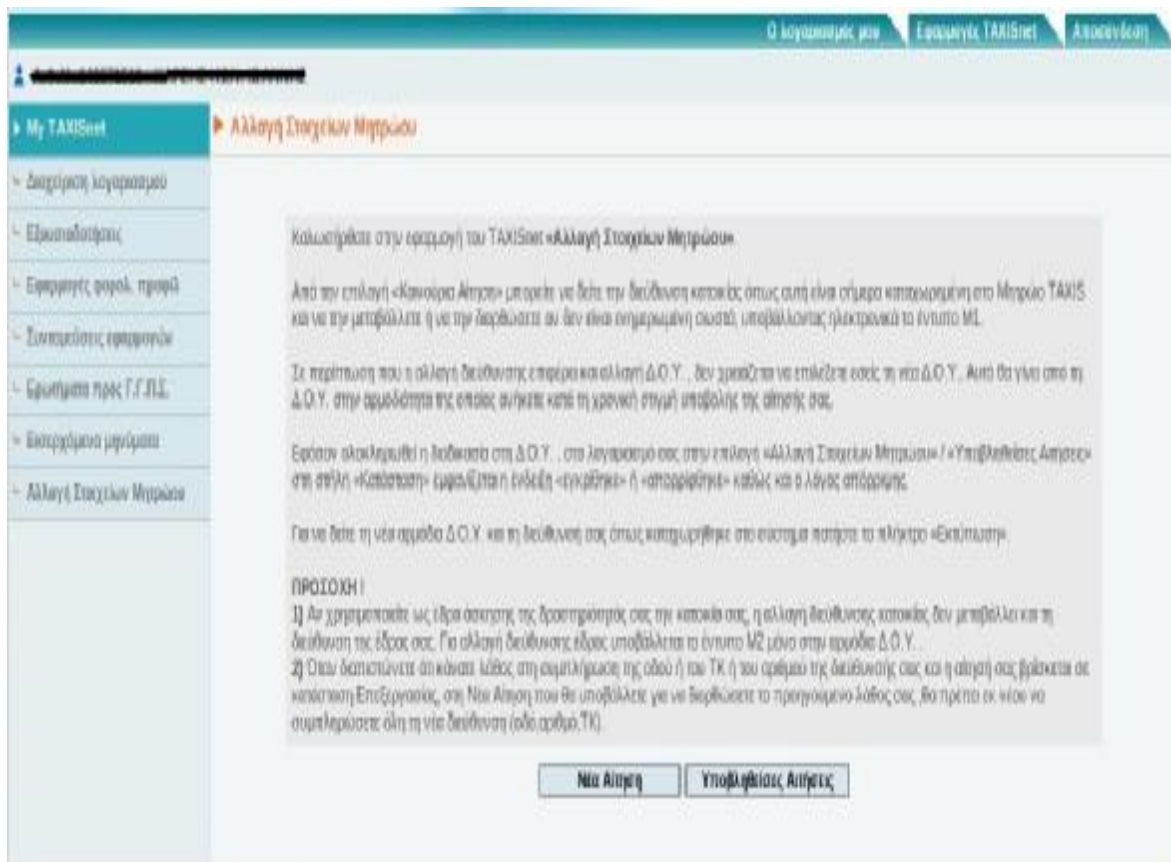 Ο λογαριασμός μου
Εφαρμογές TAXISnet
Αποσύνδεση
My TAXISnet
Αλλαγή Στοιχείων Μητρώου
Διαχείριση λογαριασμού
Εξουσιοδοτήσεις
Εφαρμογές φορολ. προφίλ
Συντομεύσεις εφαρμογών
Ερωτήματα προς Γ.Γ.Π.Σ.
Εισερχόμενα μηνύματα
Αλλαγή Στοιχείων Μητρώου
Καλωσήρθατε στην εφαρμογή του TAXISnet «Αλλαγή Στοιχείων Μητρώου».
Από την επιλογή «Καινούρια Αίτηση» μπορείτε να δείτε την διεύθυνση κατοικίας όπως αυτή είναι σήμερα καταχωρημένη στο Μητρώο TAXIS
και να την μεταβάλλετε ή να την διορθώσετε αν δεν είναι ενημερωμένη σωστά, υποβάλλοντας ηλεκτρονικά το έντυπο Μ1.
Σε περίπτωση που η αλλαγή διεύθυνσης επιφέρει και αλλαγή Δ.Ο.Υ. , δεν χρειάζεται να επιλέξετε εσείς τη νέα Δ.Ο.Υ.. Αυτό θα γίνει από τη
Δ.Ο.Υ. στην αρμοδιότητα της οποίας ανήκετε κατά τη χρονική στιγμή υποβολής της αίτησής σας.
Εφόσον ολοκληρωθεί η διαδικασία στη Δ.Ο.Υ. , στο λογαριασμό σας στην επιλογή «Αλλαγή Στοιχείων Μητρώου» / «Υποβληθείσες Αιτήσεις»
στη στήλη «Κατάσταση» εμφανίζεται η ένδειξη «εγκρίθηκε» ή «απορρίφθηκε» καθώς και ο λόγος απόρριψης.
Για να δείτε τη νέα αρμόδια Δ.Ο.Υ. και τη διεύθυνσή σας όπως καταχωρήθηκε στο σύστημα πατήστε το πλήκτρο «Εκτύπωση».
ΠΡΟΣΟΧΗ !
1) Αν χρησιμοποιείτε ως έδρα άσκησης της δραστηριότητάς σας την κατοικία σας, η αλλαγή διεύθυνσης κατοικίας δεν μεταβάλλει και τη
διεύθυνση της έδρας σας. Για αλλαγή διεύθυνσης έδρας υποβάλλεται το έντυπο Μ2 μόνο στην αρμόδια Δ.Ο.Υ. .
2) Όταν διαπιστώνετε ότι κάνατε λάθος στη συμπλήρωση της οδού ή του ΤΚ ή του αριθμού της διεύθυνσής σας και η αίτησή σας βρίσκεται σε
κατάσταση Επεξεργασίας, στη Νέα Αίτηση που θα υποβάλλετε για να διορθώσετε το προηγούμενο λάθος σας ,θα πρέπει εκ νέου να
συμπληρώσετε όλη τη νέα διεύθυνση (οδό,αριθμό,ΤΚ).
Νέα Αίτηση
Υποβληθείσες Αιτήσεις